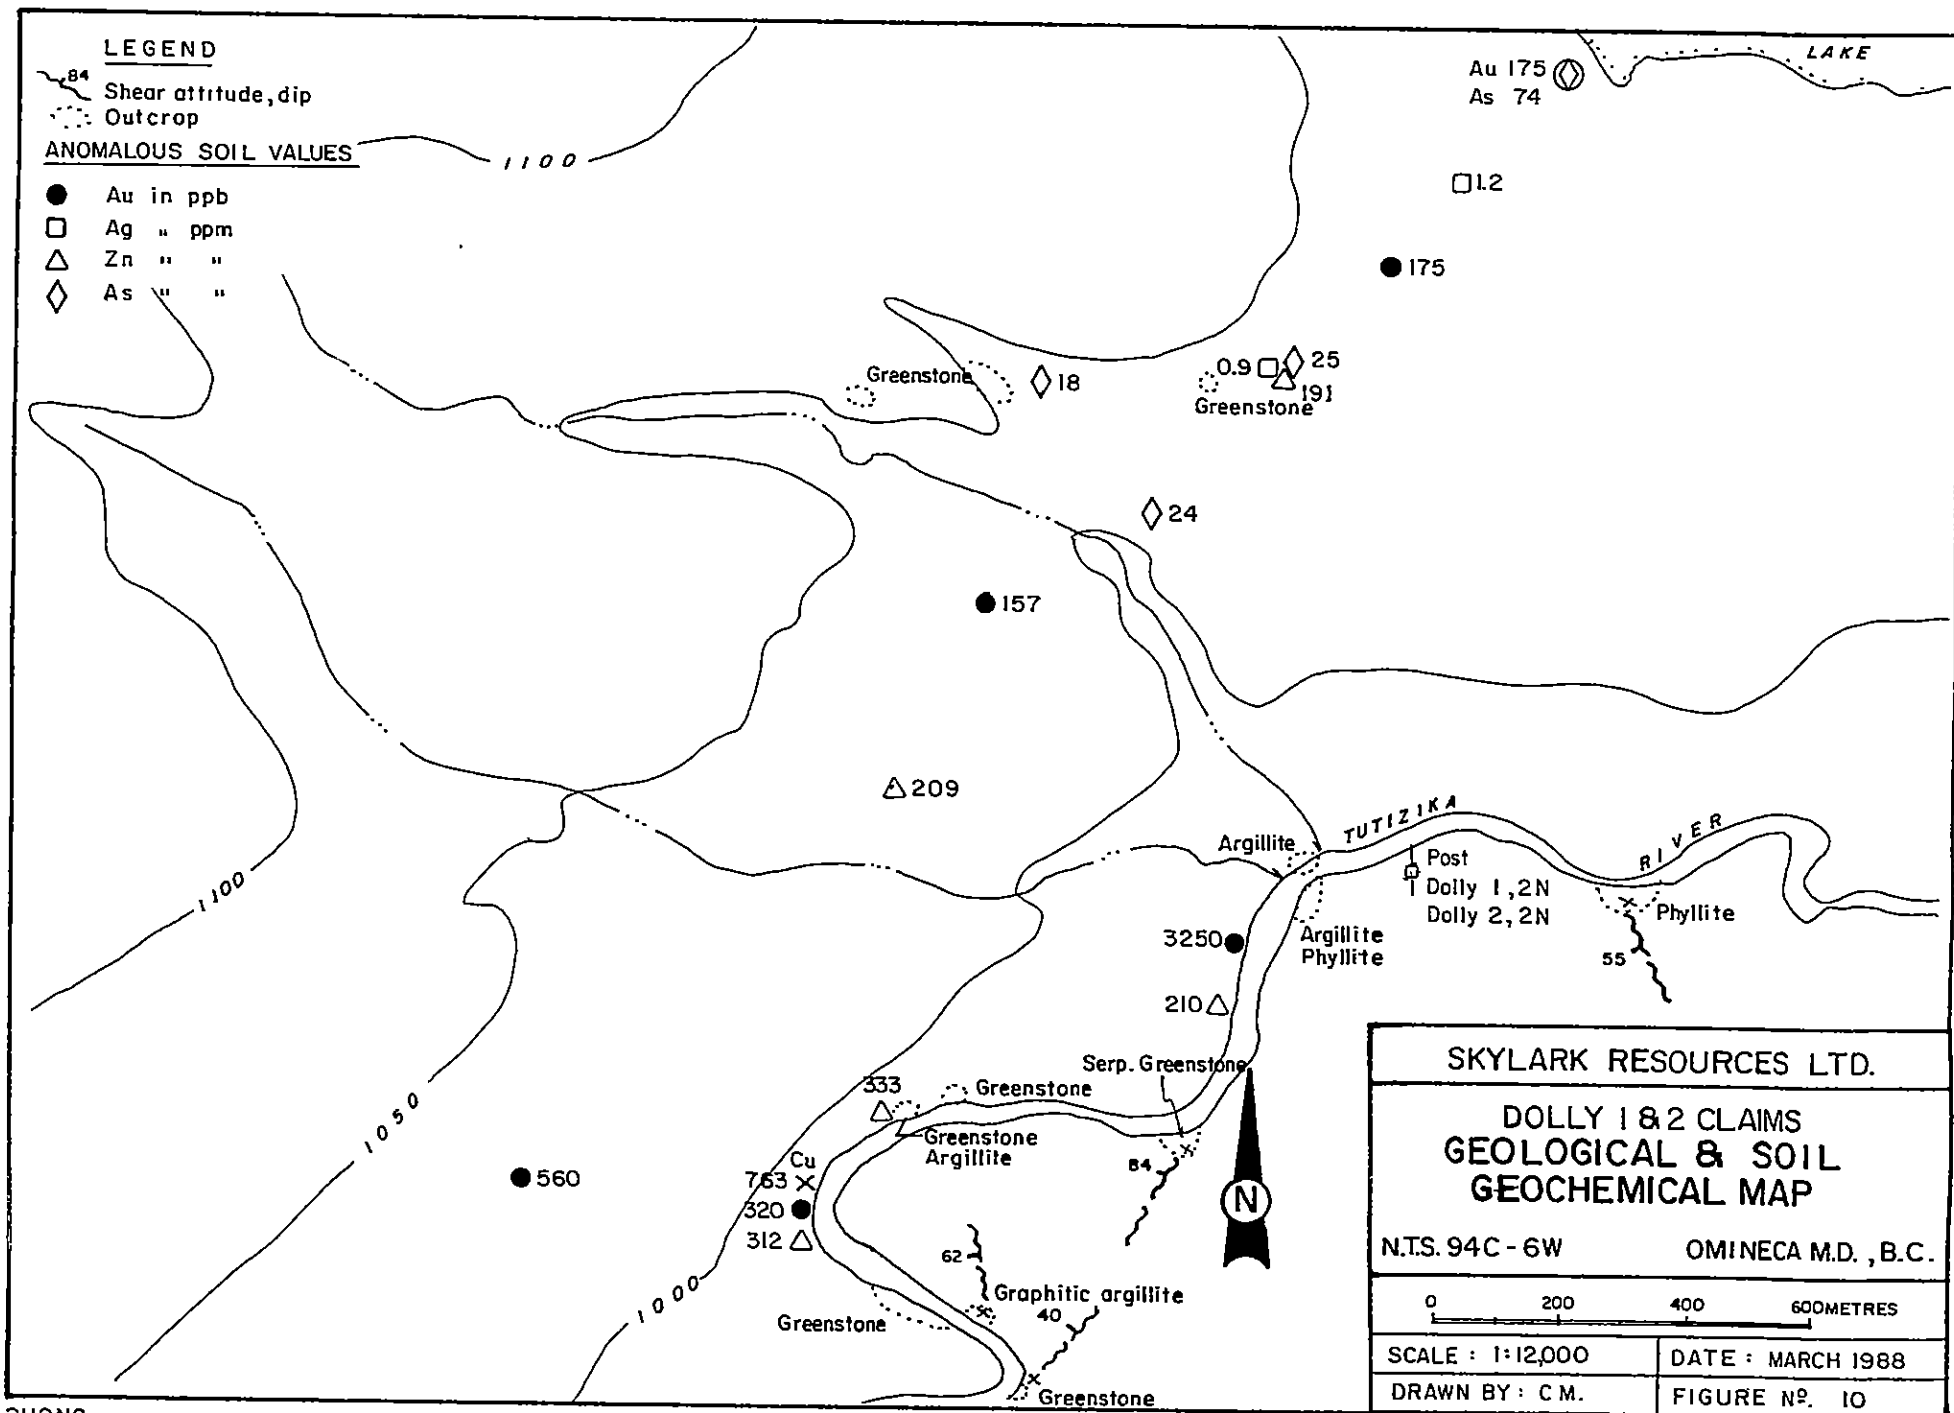 LEGEND
84
Shear attitude, dip
Outcrop
ANOMALOUS SOIL VALUES
Au in ppb
Ag " ppm
Zn " "
As " "
1100
LAKE
Au 175
As 74
1.2
175
Greenstone
18
0.9
25
191
Greenstone
24
157
209
1100
TUTIZIKA
RIVER
Argillite
Post
Dolly 1, 2N
Dolly 2, 2N
Phyllite
55
Argillite
Phyllite
3250
210
Serp. Greenstone
333
Greenstone
Greenstone
Argillite
84
1050
560
Cu
763
320
312
N
62
Graphitic argillite
40
1000
Greenstone
Greenstone
SKYLARK RESOURCES LTD.
DOLLY 1 & 2 CLAIMS
GEOLOGICAL & SOIL
GEOCHEMICAL MAP
N.T.S. 94C-6W OMINECA M.D., B.C.
0 200 400 600 METRES
SCALE : 1:12,000 DATE : MARCH 1988
DRAWN BY : C M. FIGURE Nº. 10